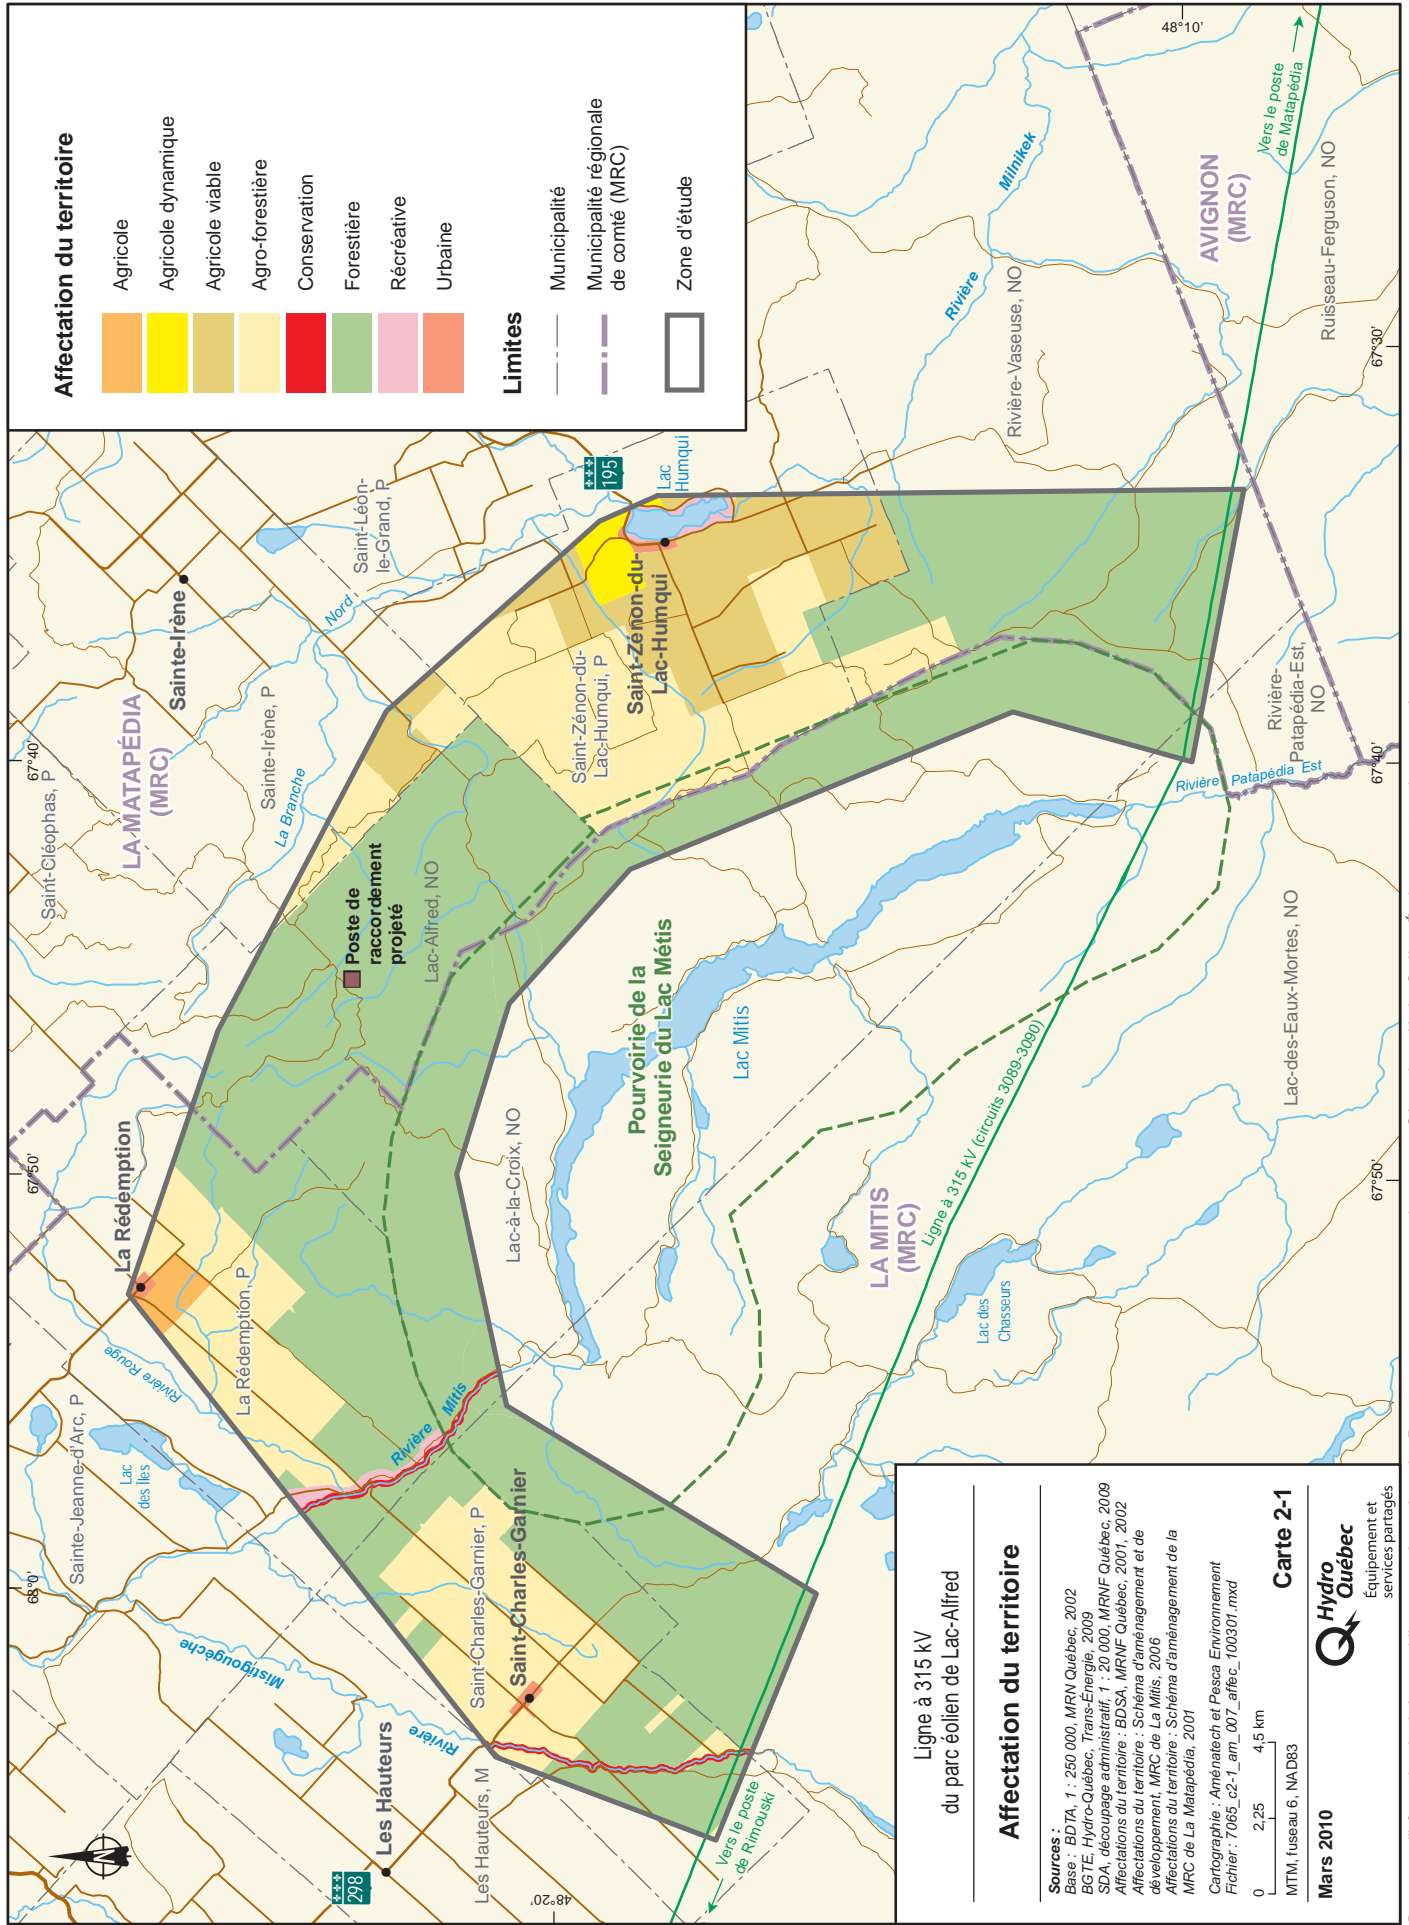 Affectation du territoire
Agricole
Agricole dynamique
Agricole viable
Agro-forestière
Conservation
Forestière
Récréative
Urbaine
Limites
Municipalité
Municipalité régionale
de comté (MRC)
Zone d'étude
68°0'
67°50'
67°40'
48°20'
48°10'
67°50'
67°40'
67°30'
298
195
Les Hauteurs
Les Hauteurs, M
Rivière
Mistigougèche
Sainte-Jeanne-d'Arc, P
Lac
des Îles
Rivière Rouge
La Rédemption
La Rédemption, P
Rivière
Mitis
Saint-Charles-Garnier, P
Saint-Charles-Garnier
Vers le poste
de Rimouski
Saint-Cléophas, P
LA MATAPÉDIA
(MRC)
Sainte-Irène
Sainte-Irène, P
La Branche
Nord
Saint-Léon-
le-Grand, P
Poste de
raccordement
projeté
Lac-Alfred, NO
Saint-Zénon-du-
Lac-Humqui, P
Saint-Zénon-du-
Lac-Humqui
Lac
Humqui
Lac-à-la-Croix, NO
Pourvoirie de la
Seigneurie du Lac Métis
Lac Mitis
LA MITIS
(MRC)
Ligne à 315 kV (circuits 3089-3090)
Lac des
Chasseurs
Lac-des-Eaux-Mortes, NO
Rivière Patapédia Est
Rivière-
Patapédia-Est,
NO
Rivière
Milnikek
Rivière-Vaseuse, NO
AVIGNON
(MRC)
Vers le poste
de Matapédia
Ruisseau-Ferguson, NO
Ligne à 315 kV
du parc éolien de Lac-Alfred
Affectation du territoire
Sources :
Base : BDTA, 1 : 250 000, MRN Québec, 2002
BGTE, Hydro-Québec, Trans-Énergie, 2009
SDA, découpage administratif, 1 : 20 000, MRNF Québec, 2009
Affectations du territoire : BDSA, MRNF Québec, 2001, 2002
Affectations du territoire : Schéma d'aménagement et de
développement, MRC de La Mitis, 2006
Affectations du territoire : Schéma d'aménagement de la
MRC de La Matapédia, 2001
Cartographie : Aménatech et Pesca Environnement
Fichier : 7065_c2-1_am_007_affec_100301.mxd
0 2,25 4,5 km
MTM, fuseau 6, NAD83
Carte 2-1
Mars 2010
Hydro
Québec
Équipement et
services partagés
N